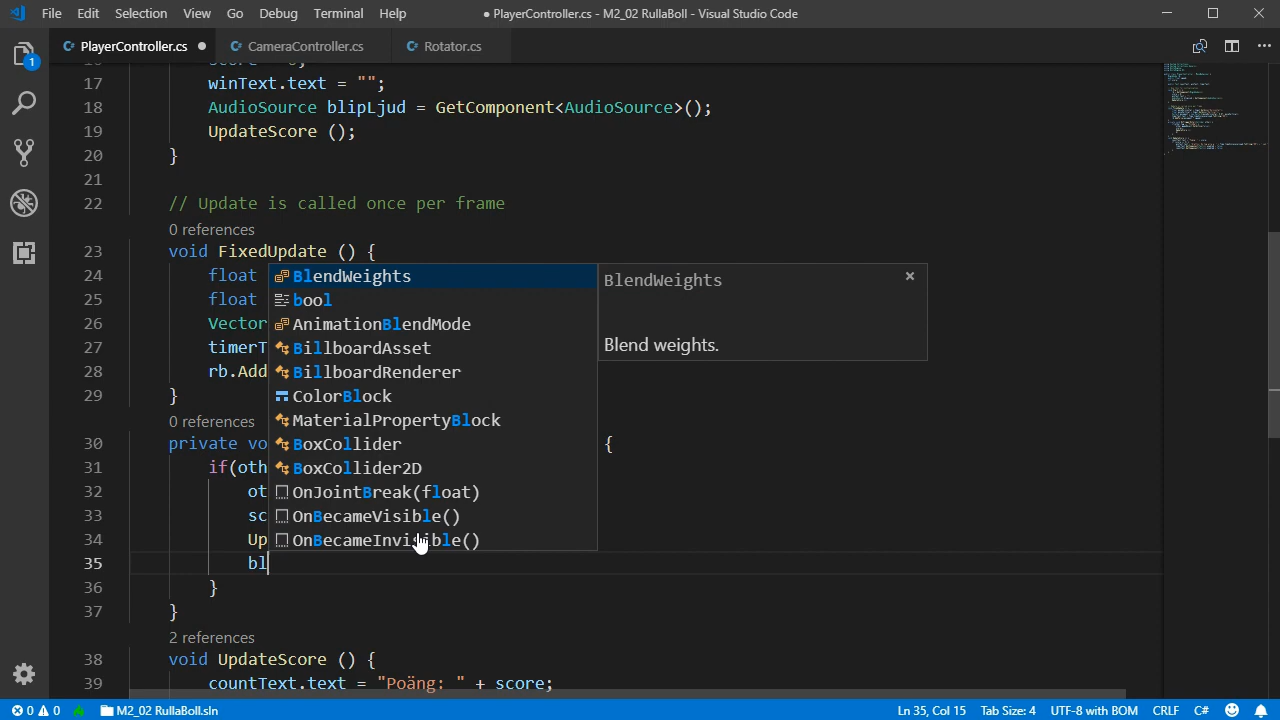 File Edit Selection View Go Debug Terminal Help ● PlayerController.cs - M2_02 RullaBoll - Visual Studio Code
PlayerController.cs ● CameraController.cs Rotator.cs
17 winText.text = "";
18 AudioSource blipLjud = GetComponent<AudioSource>();
19 UpdateScore ();
20 }
21
22 // Update is called once per frame
0 references
23 void FixedUpdate () {
24 float
25 float
26 Vector
27 timerT
28 rb.Add
29 }
0 references
30 private vo {
31 if(oth
32 ot
33 sc
34 Up
35 bl
36 }
37 }
2 references
38 void UpdateScore () {
39 countText.text = "Poäng: " + score;
BlendWeights
bool
AnimationBlendMode
BillboardAsset
BillboardRenderer
ColorBlock
MaterialPropertyBlock
BoxCollider
BoxCollider2D
OnJointBreak(float)
OnBecameVisible()
OnBecameInvisible()
BlendWeights
Blend weights.
1
0 0 M2_02 RullaBoll.sln Ln 35, Col 15 Tab Size: 4 UTF-8 with BOM CRLF C#